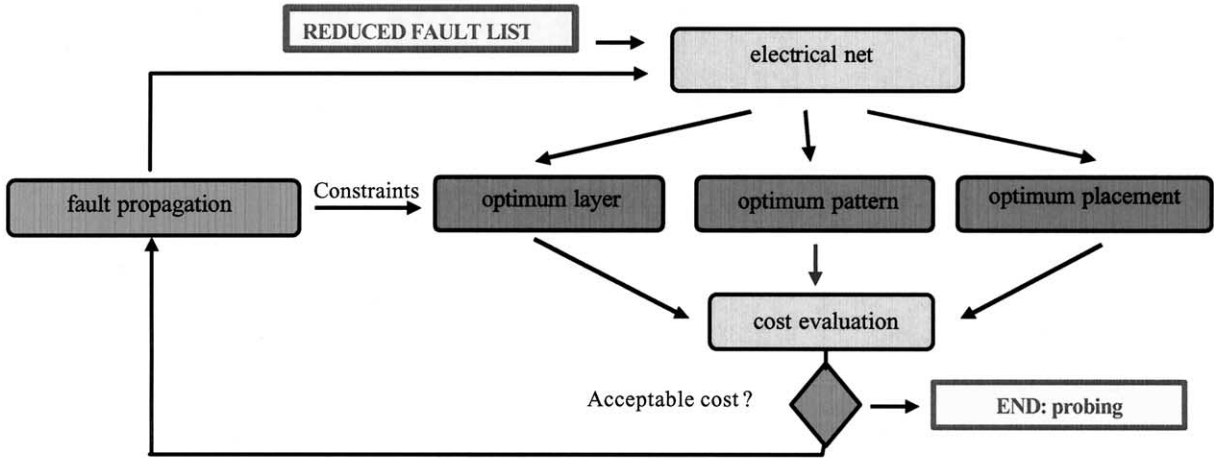 REDUCED FAULT LIST
electrical net
fault propagation
Constraints
optimum layer
optimum pattern
optimum placement
cost evaluation
Acceptable cost?
END: probing